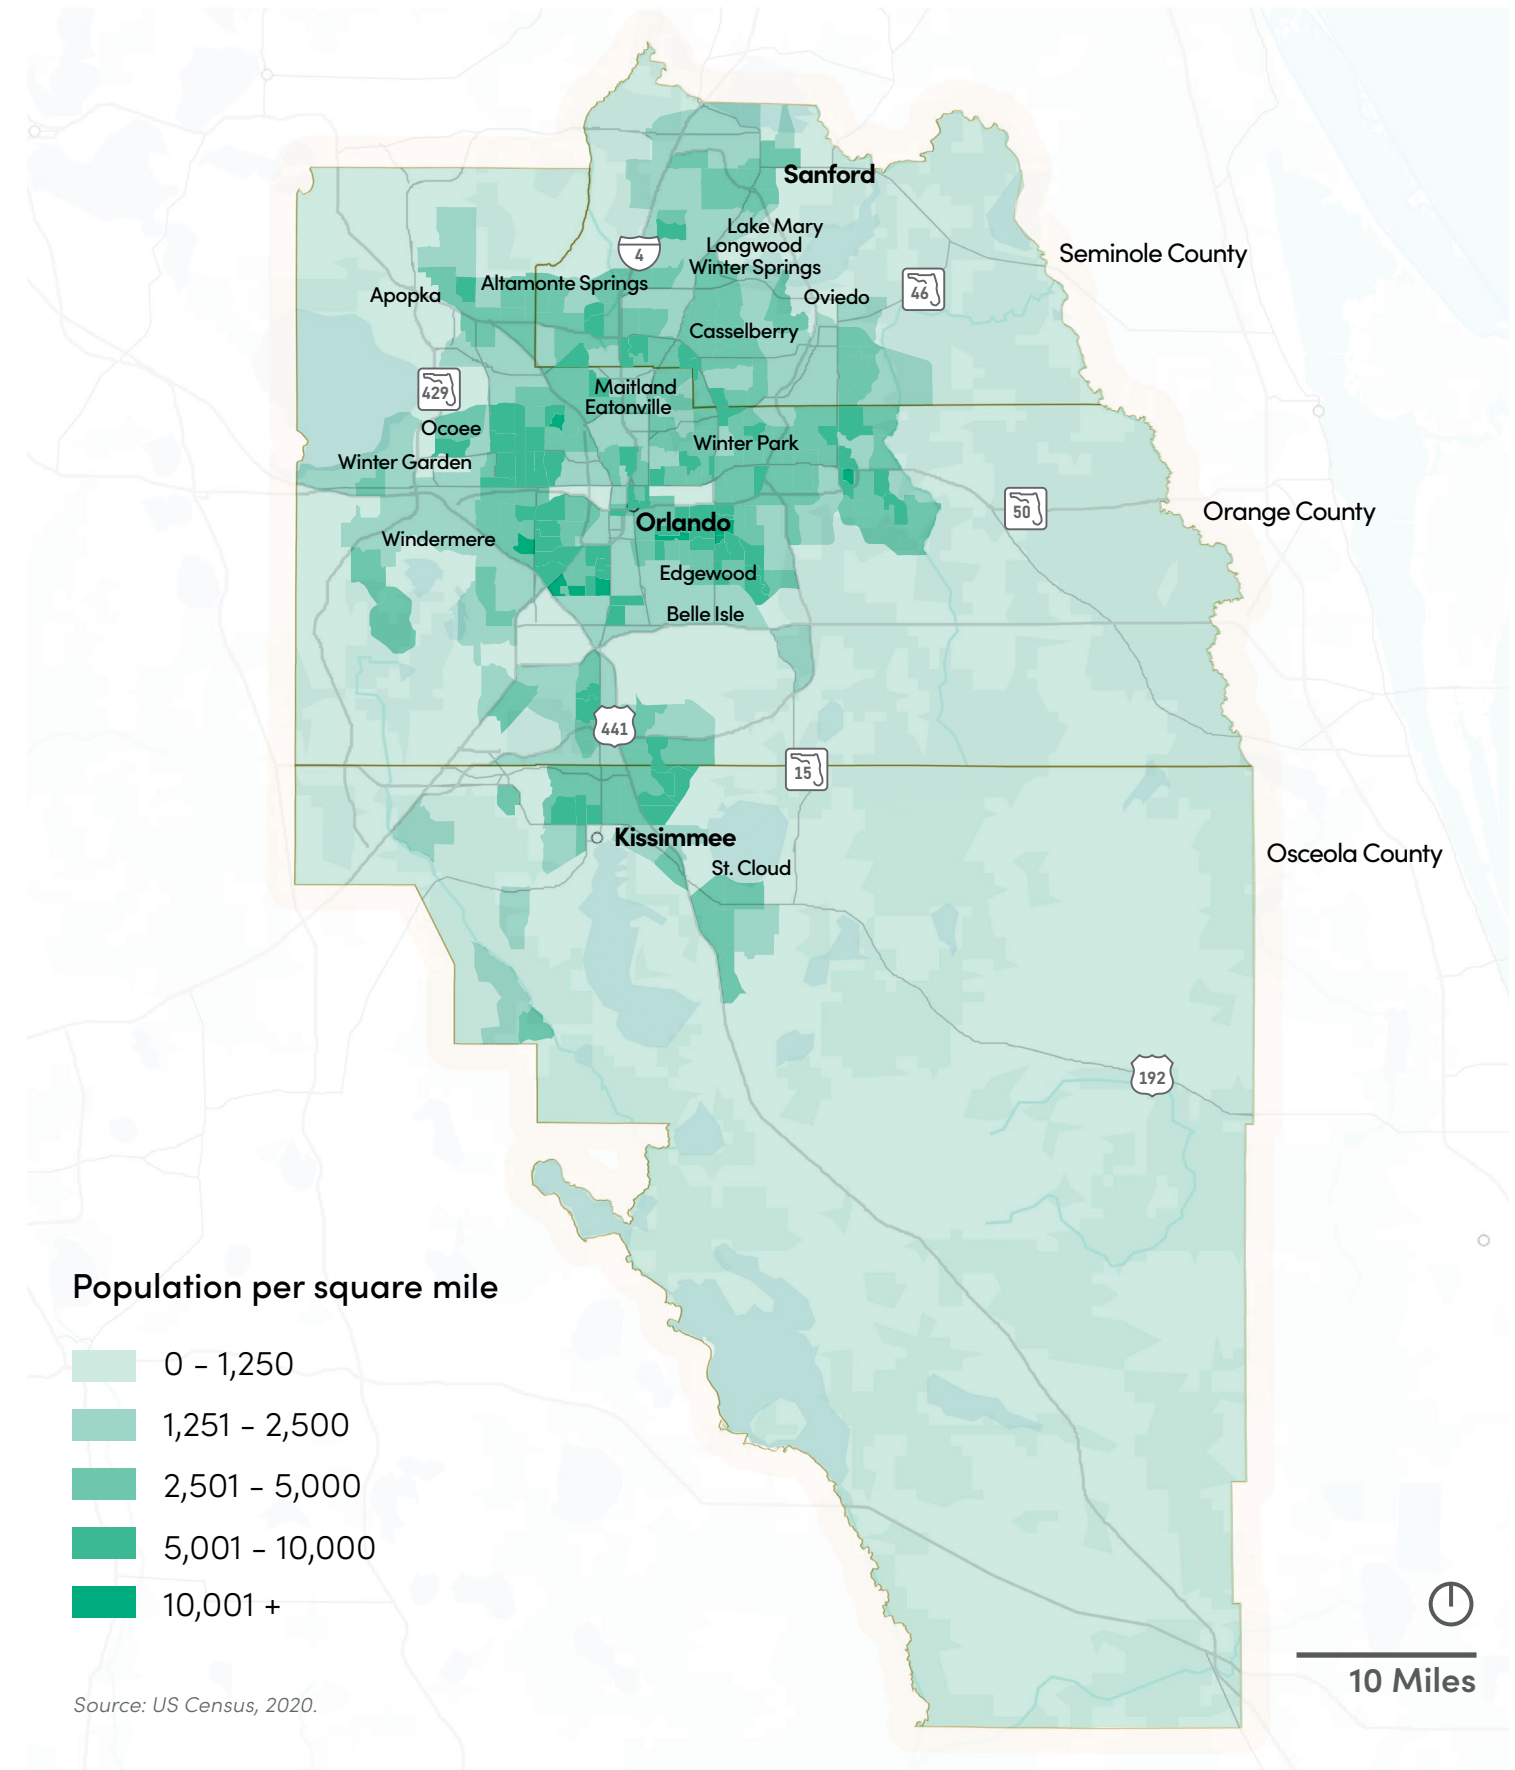 Sanford
Lake Mary
Longwood
4
Seminole County
Winter Springs
Altamonte Springs
Apopka
Oviedo
46
Casselberry
429
Maitland
Eatonville
Ocoee
Winter Park
Winter Garden
50
Orange County
Orlando
Windermere
Edgewood
Belle Isle
441
15
Kissimmee
Osceola County
St. Cloud
192
Population per square mile
0 - 1,250
1,251 - 2,500
2,501 - 5,000
5,001 - 10,000
10,001 +
10 Miles
Source: US Census, 2020.